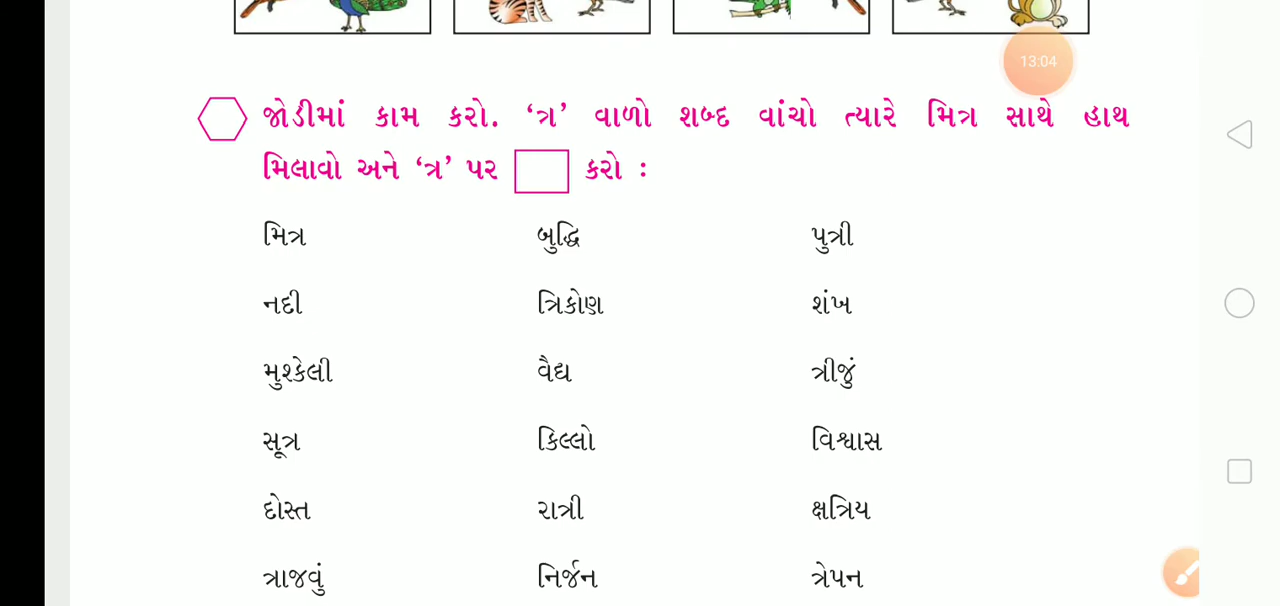 13:04
જોડીમાં કામ કરો. ‘ત્ર’ વાળો શબ્દ વાંચો ત્યારે મિત્ર સાથે હાથ
મિલાવો અને ‘ત્ર’ પર કરો :
મિત્ર બુદ્ધિ પુત્રી
નદી ત્રિકોણ શંખ
મુશ્કેલી વૈદ્ય ત્રીજું
સૂત્ર કિલ્લો વિશ્વાસ
દોસ્ત રાત્રી ક્ષત્રિય
ત્રાજવું નિર્જન ત્રેપન